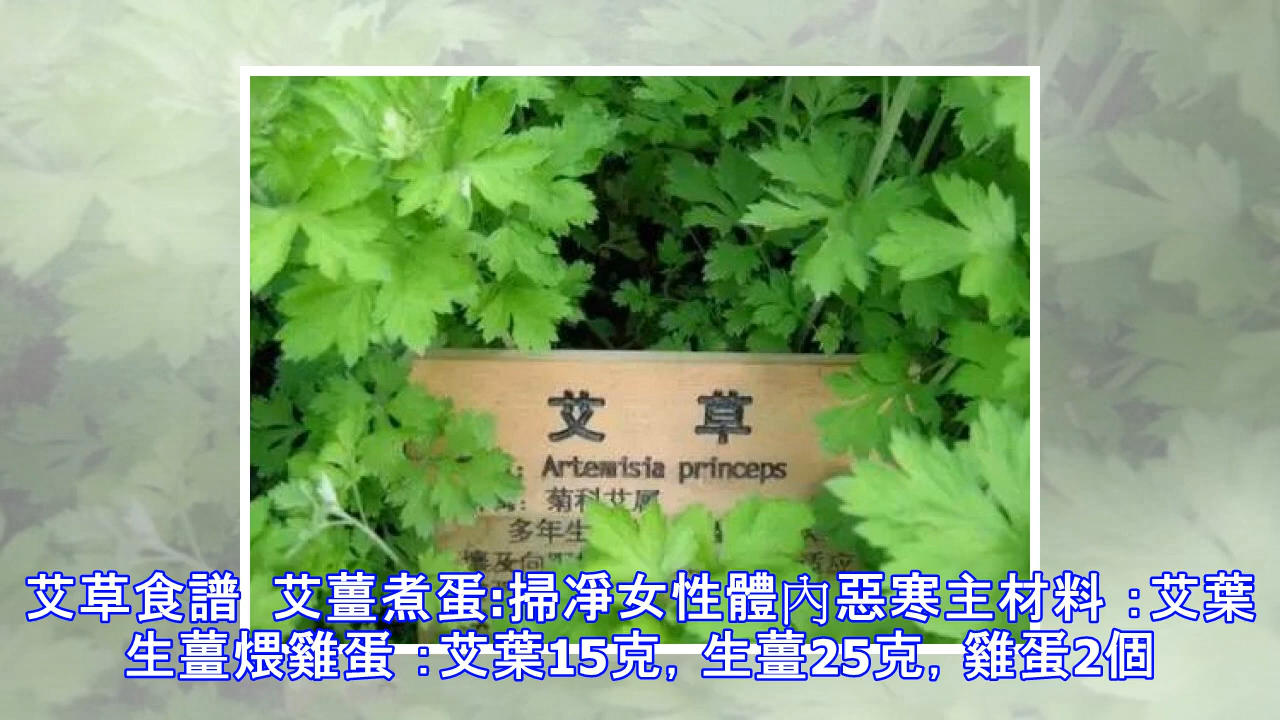 艾草
Artemisia princeps
菊科艾属
多年生
艾草食譜 艾薑煮蛋:掃凈女性體內惡寒主材料：艾葉
生薑煨雞蛋：艾葉15克, 生薑25克, 雞蛋2個